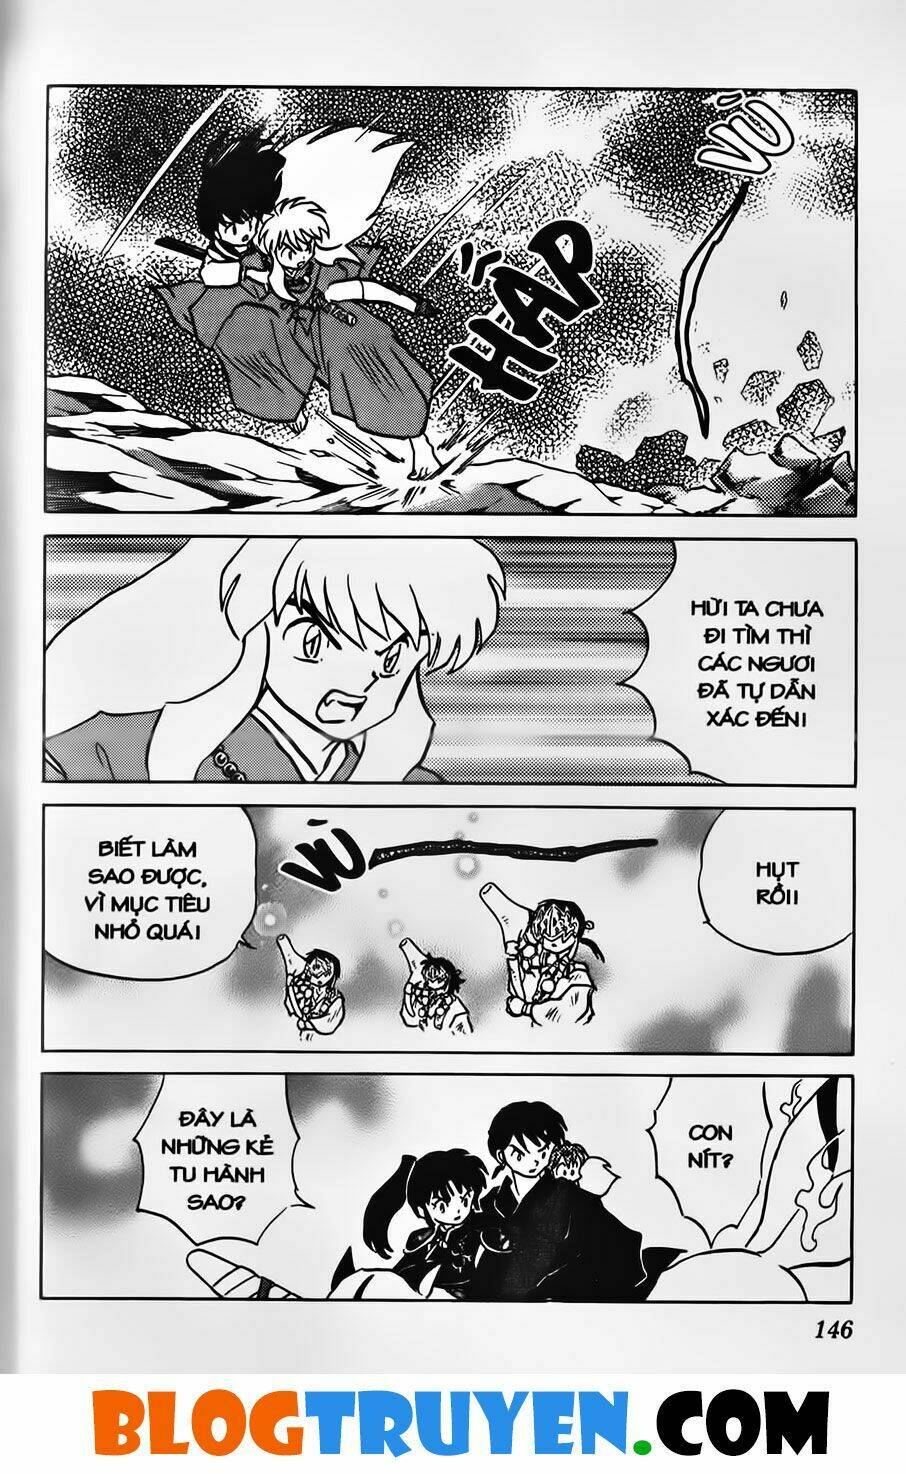 VÙ
HẤP
HỪI TA CHƯA
ĐI TÌM THÌ
CÁC NGƯƠI
ĐÃ TỰ DẪN
XÁC ĐẾN!
HỤT
RỒI!
VÙ
BIẾT LÀM
SAO ĐƯỢC,
VÌ MỤC TIÊU
NHỎ QUÁ!
CON
NÍT?
ĐÂY LÀ
NHỮNG KẺ
TU HÀNH
SAO?
146
BLOGTRUYEN.COM